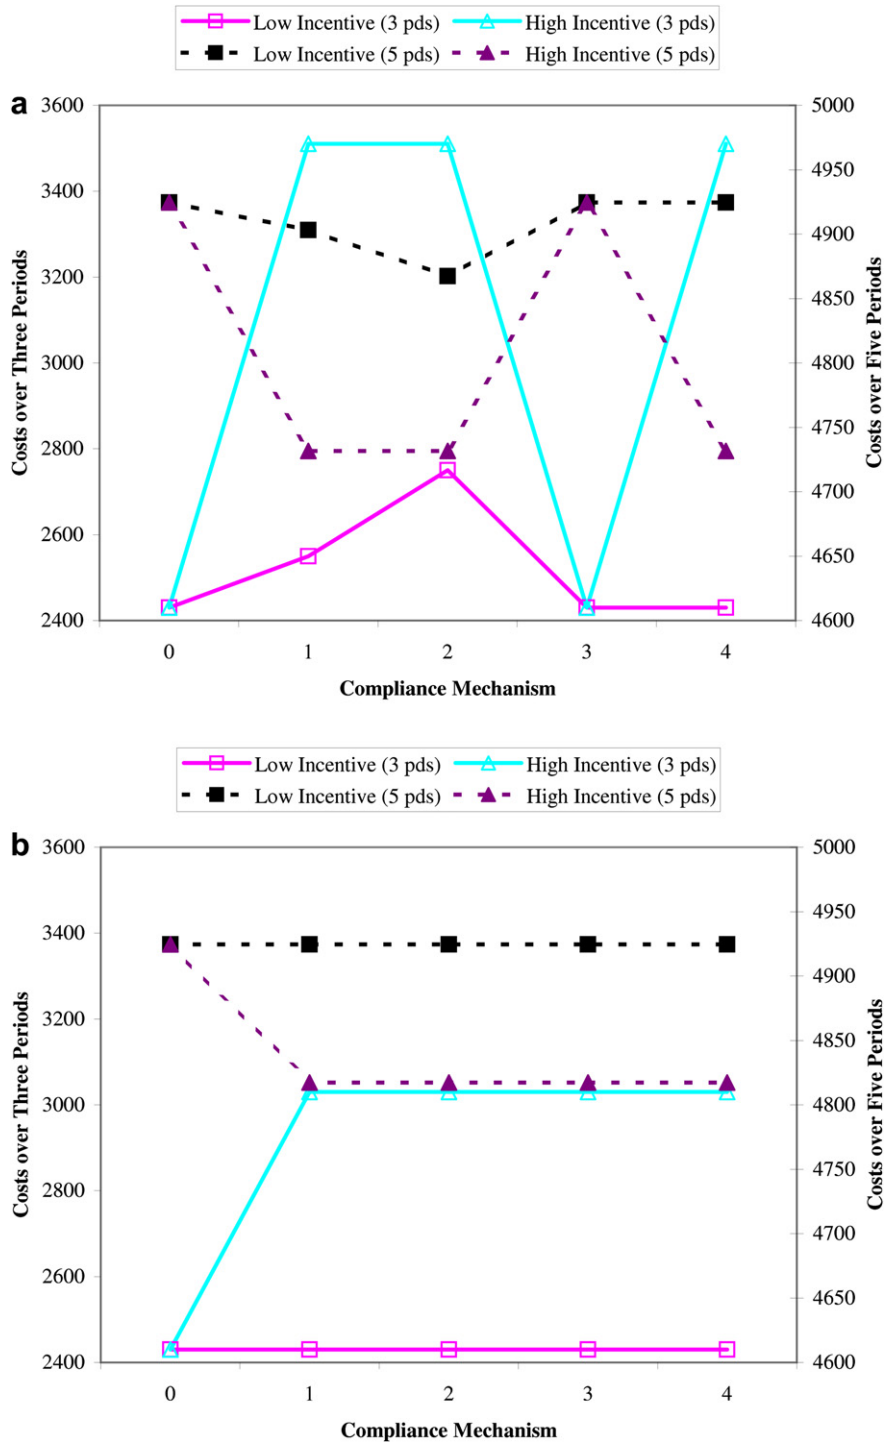 Low Incentive (3 pds) High Incentive (3 pds)
Low Incentive (5 pds) High Incentive (5 pds)
a
3600 5000
3400 4950
4900
3200 4850
3000 4800
2800 4750
4700
2600 4650
2400 4600
Costs over Three Periods
Costs over Five Periods
0 1 2 3 4
Compliance Mechanism
Low Incentive (3 pds) High Incentive (3 pds)
Low Incentive (5 pds) High Incentive (5 pds)
b
3600 5000
3400 4950
4900
3200 4850
3000 4800
2800 4750
4700
2600 4650
2400 4600
Costs over Three Periods
Costs over Five Periods
0 1 2 3 4
Compliance Mechanism